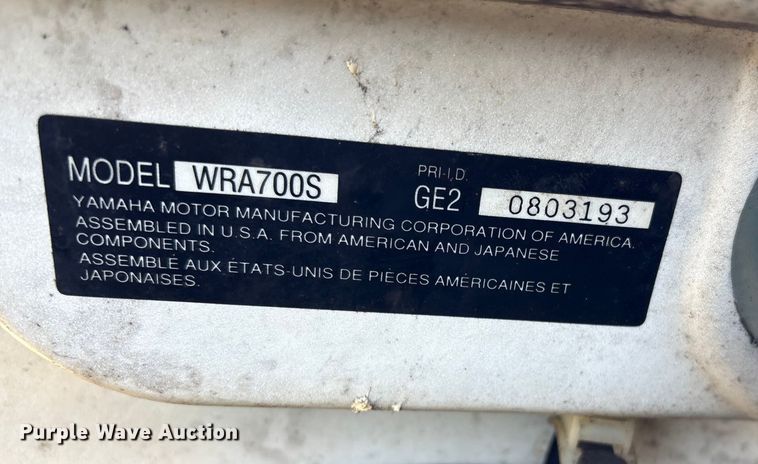 MODEL WRA700S PRI-I,D. GE2 0803193
YAMAHA MOTOR MANUFACTURING CORPORATION OF AMERICA.
ASSEMBLED IN U.S.A. FROM AMERICAN AND JAPANESE
COMPONENTS.
ASSEMBLÉ AUX ÉTATS-UNIS DE PIÈCES AMÉRICAINES ET
JAPONAISES.
Purple Wave Auction